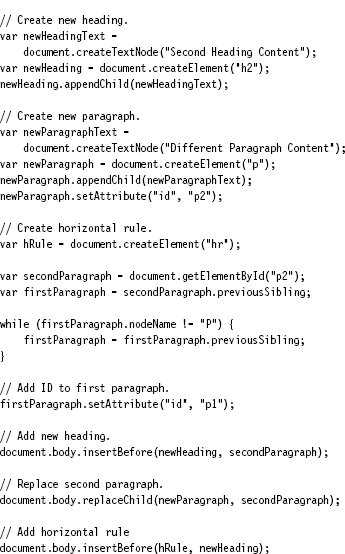 // Create new heading.
var newHeadingText =
document.createTextNode("Second Heading Content");
var newHeading = document.createElement("h2");
newHeading.appendChild(newHeadingText);
// Create new paragraph.
var newParagraphText =
document.createTextNode("Different Paragraph Content");
var newParagraph = document.createElement("p");
newParagraph.appendChild(newParagraphText);
newParagraph.setAttribute("id", "p2");
// Create horizontal rule.
var hRule = document.createElement("hr");
var secondParagraph = document.getElementById("p2");
var firstParagraph = secondParagraph.previousSibling;
while (firstParagraph.nodeName != "P") {
firstParagraph = firstParagraph.previousSibling;
}
// Add ID to first paragraph.
firstParagraph.setAttribute("id", "p1");
// Add new heading.
document.body.insertBefore(newHeading, secondParagraph);
// Replace second paragraph.
document.body.replaceChild(newParagraph, secondParagraph);
// Add horizontal rule
document.body.insertBefore(hRule, newHeading);